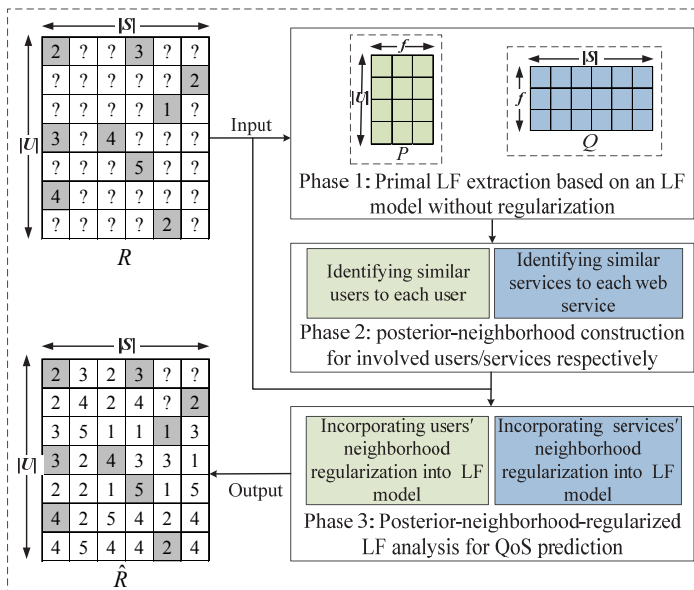 |S|
|U|
2 ? ? 3 ? ?
? ? ? ? ? 2
? ? ? ? 1 ?
3 ? 4 ? ? ?
? ? ? 5 ? ?
4 ? ? ? ? ?
? ? ? ? 2 ?
R
Input
f
|U|
P
|S|
f
Q
Phase 1: Primal LF extraction based on an LF
model without regularization
Identifying similar
users to each user
Identifying similar
services to each web
service
Phase 2: posterior-neighborhood construction
for involved users/services respectively
Incorporating users'
neighborhood
regularization into LF
model
Incorporating services'
neighborhood
regularization into LF
model
Phase 3: Posterior-neighborhood-regularized
LF analysis for QoS prediction
Output
|S|
|U|
2 3 2 3 ? ?
2 4 2 4 ? 2
3 5 1 1 1 3
3 2 4 3 3 1
2 2 1 5 1 5
4 2 5 4 2 4
4 5 4 4 2 4
R̂